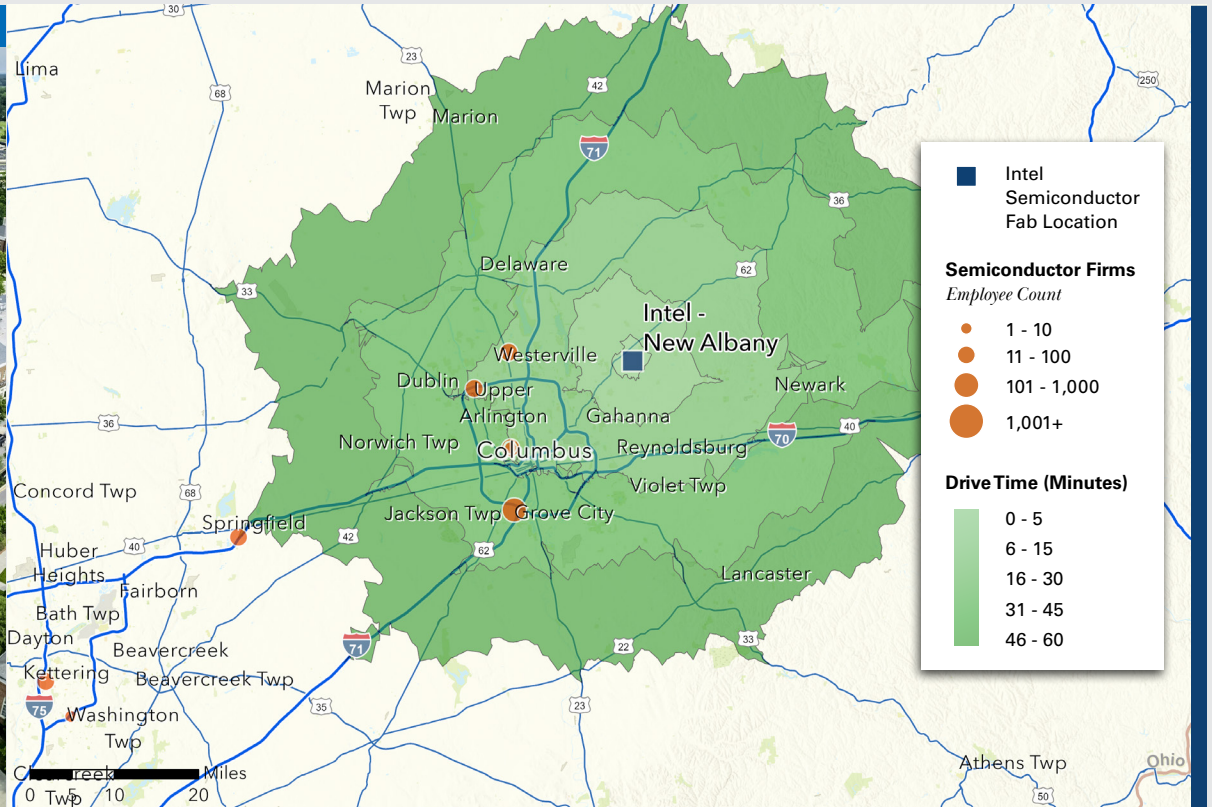 30
Lima
23
42
250
68
Marion
Twp
Marion
71
36
Delaware
62
33
Intel -
New Albany
Westerville
Dublin
Upper
Arlington
Newark
Gahanna
36
40
70
Norwich Twp
Columbus
Reynoldsburg
Violet Twp
Concord Twp
68
Jackson Twp
Grove City
Springfield
42
40
62
Huber
Heights
Fairborn
Lancaster
Bath Twp
Dayton
Beavercreek
71
22
33
Kettering
Beavercreek Twp
75
35
23
Washington
Twp
Clearcreek
Twp
Miles
0 5 10 20
Athens Twp
Ohio
50
Intel
Semiconductor
Fab Location
Semiconductor Firms
Employee Count
1 - 10
11 - 100
101 - 1,000
1,001+
Drive Time (Minutes)
0 - 5
6 - 15
16 - 30
31 - 45
46 - 60